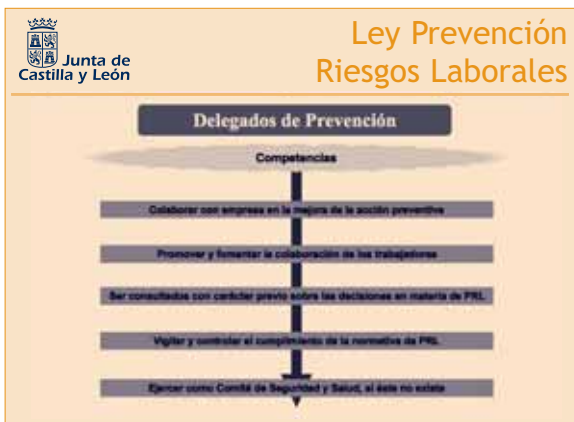 Junta de
Castilla y León
Ley Prevención
Riesgos Laborales
Delegados de Prevención
Competencias
Colaborar con empresa en la mejora de la acción preventiva
Promover y fomentar la colaboración de los trabajadores
Ser consultados con carácter previo sobre las decisiones en materia de PRL
Vigilar y controlar el cumplimiento de la normativa de PRL
Ejercer como Comité de Seguridad y Salud, si éste no existe